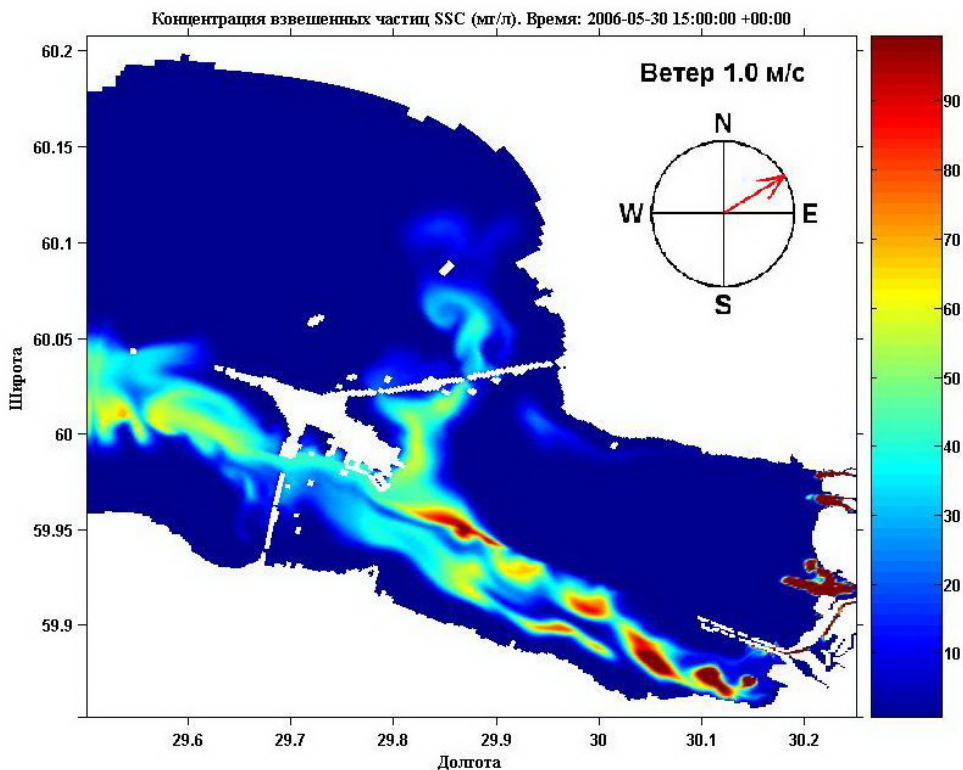 Концентрация взвешенных частиц SSC (мг/л). Время: 2006-05-30 15:00:00 +00:00
Ветер 1.0 м/с
N
W
E
S
60.2
60.15
60.1
60.05
60
59.95
59.9
Широта
29.6
29.7
29.8
29.9
30
30.1
30.2
Долгота
90
80
70
60
50
40
30
20
10